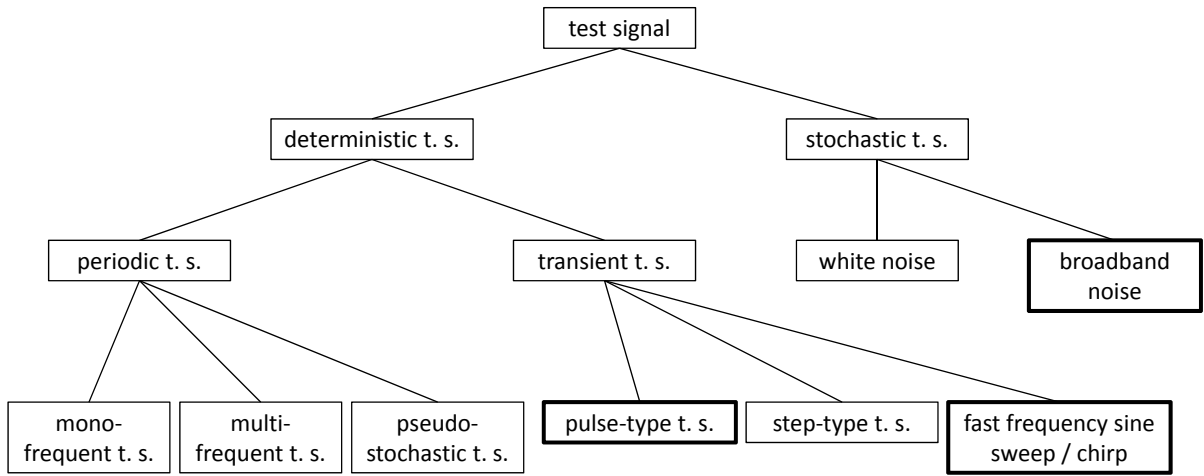 test signal
deterministic t. s.
stochastic t. s.
periodic t. s.
transient t. s.
white noise
broadband
noise
mono-
frequent t. s.
multi-
frequent t. s.
pseudo-
stochastic t. s.
pulse-type t. s.
step-type t. s.
fast frequency sine
sweep / chirp